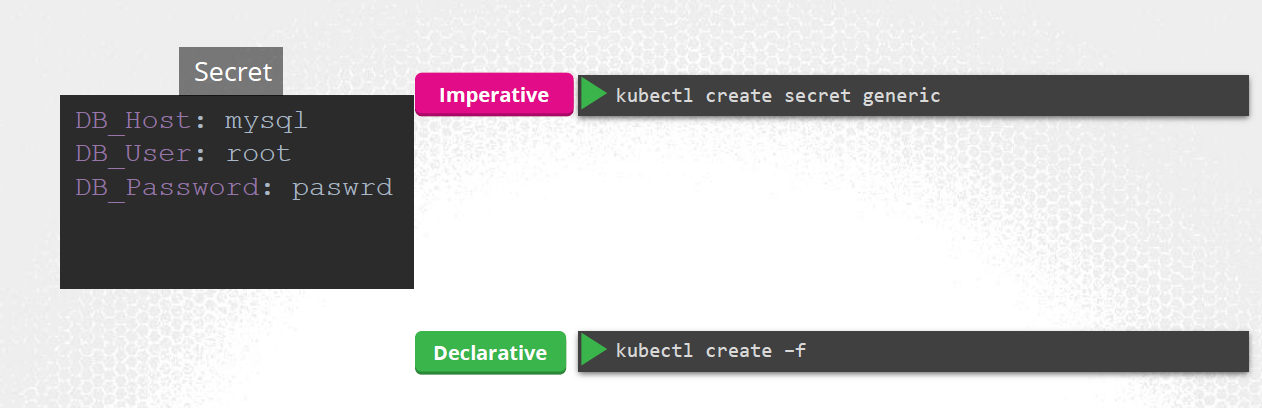 Secret
DB_Host: mysql
DB_User: root
DB_Password: paswrd
Imperative
kubectl create secret generic
Declarative
kubectl create –f